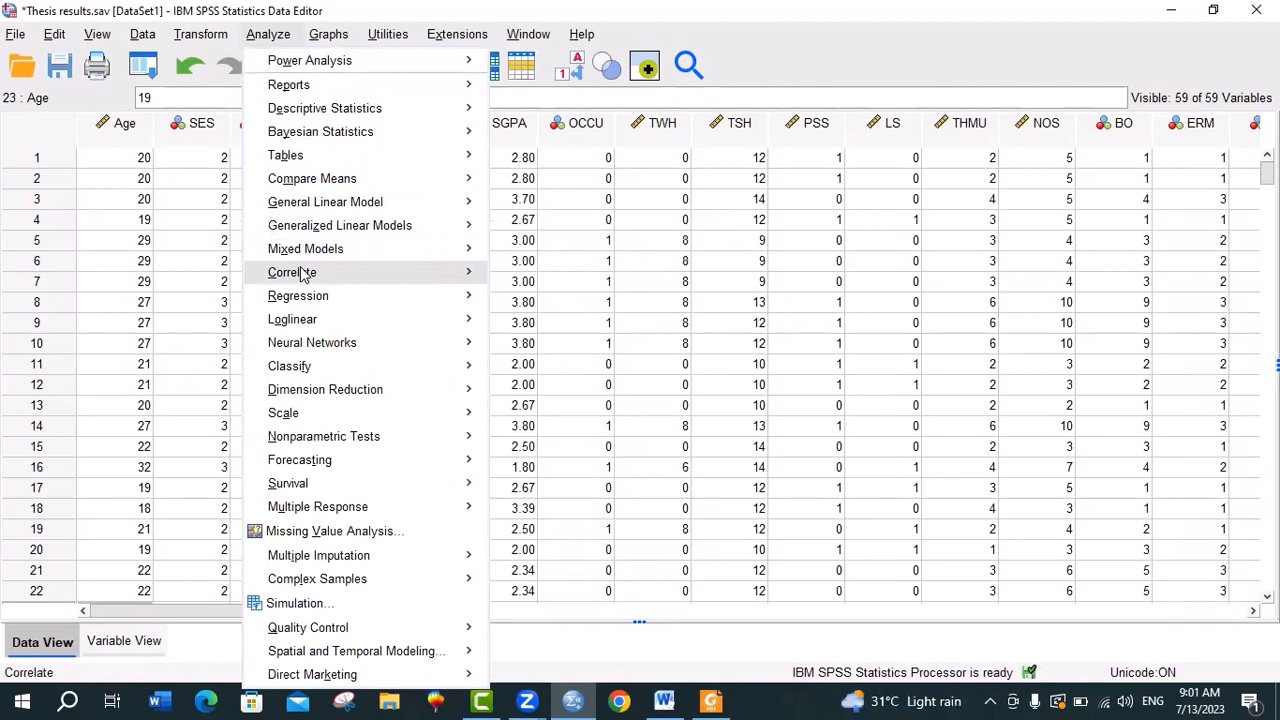 *Thesis results.sav [DataSet1] - IBM SPSS Statistics Data Editor
File Edit View Data Transform Analyze Graphs Utilities Extensions Window Help
23 : Age 19 Visible: 59 of 59 Variables
Power Analysis
Reports
Descriptive Statistics
Bayesian Statistics
Tables
Compare Means
General Linear Model
Generalized Linear Models
Mixed Models
Correlate
Regression
Loglinear
Neural Networks
Classify
Dimension Reduction
Scale
Nonparametric Tests
Forecasting
Survival
Multiple Response
Missing Value Analysis...
Multiple Imputation
Complex Samples
Simulation...
Quality Control
Spatial and Temporal Modeling...
Direct Marketing
Age SES SGPA OCCU TWH TSH PSS LS THMU NOS BO ERM
1 20 2 2.80 0 0 12 1 0 2 5 1 1
2 20 2 2.80 0 0 12 1 0 2 5 1 1
3 20 2 3.70 0 0 14 0 0 4 5 4 3
4 19 2 2.67 0 0 12 1 1 3 5 1 1
5 29 2 3.00 1 8 9 0 0 3 4 3 2
6 29 2 3.00 1 8 9 0 0 3 4 3 2
7 29 2 3.00 1 8 9 0 0 3 4 3 2
8 27 3 3.80 1 8 13 1 0 6 10 9 3
9 27 3 3.80 1 8 12 1 0 6 10 9 3
10 27 3 3.80 1 8 12 1 0 6 10 9 3
11 21 2 2.00 0 0 10 1 1 2 3 2 2
12 21 2 2.00 0 0 10 1 1 2 3 2 2
13 20 2 2.67 0 0 10 0 0 2 2 1 1
14 27 3 3.80 1 8 13 1 0 6 10 9 3
15 22 2 2.50 0 0 14 0 0 2 3 3 1
16 32 3 1.80 1 6 14 0 1 4 7 4 2
17 19 2 2.67 0 0 12 1 1 3 5 1 1
18 18 2 3.39 0 0 12 1 0 4 3 1 1
19 21 2 2.50 1 8 12 0 1 2 4 2 1
20 19 2 2.00 0 0 10 1 1 1 3 3 2
21 22 2 2.34 0 0 12 1 0 3 6 5 3
22 22 2 2.34 0 0 12 1 0 3 6 5 3
Data View Variable View
Correlate IBM SPSS Statistics Processor is ready Unicode:ON
31°C Light rain ENG 9:01 AM
7/13/2023